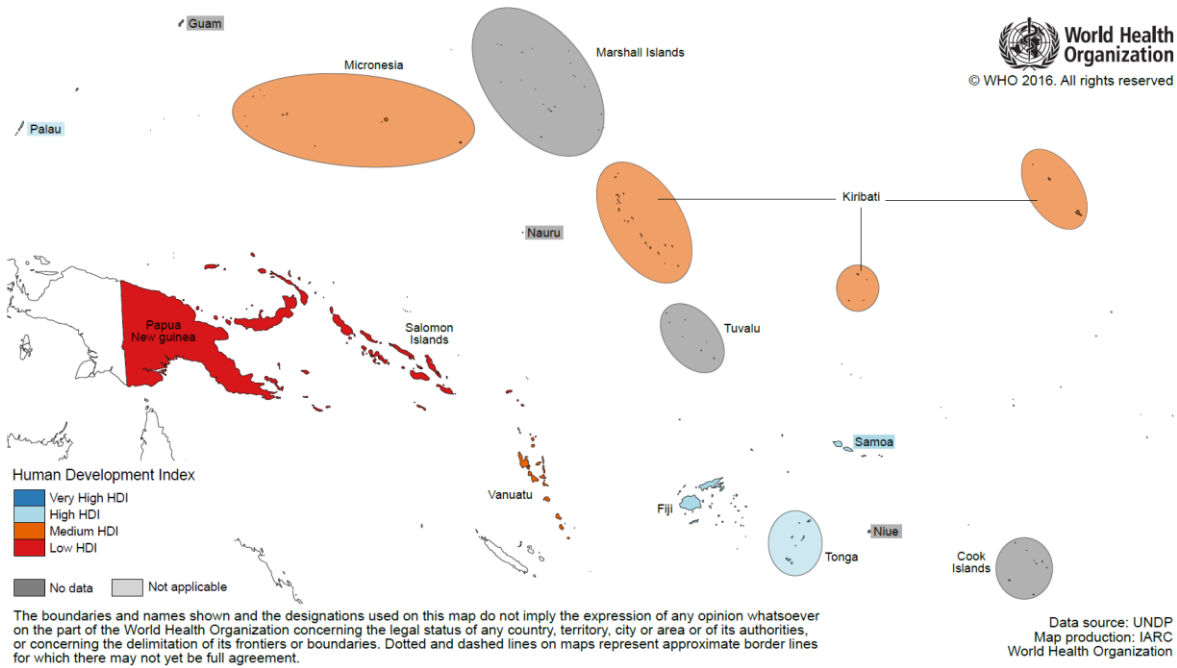 Guam
Marshall Islands
World Health
Organization
© WHO 2016. All rights reserved
Micronesia
Palau
Kiribati
Nauru
Papua
New guinea
Salomon
Islands
Tuvalu
Samoa
Vanuatu
Fiji
Niue
Tonga
Cook
Islands
Human Development Index
Very High HDI
High HDI
Medium HDI
Low HDI
No data
Not applicable
The boundaries and names shown and the designations used on this map do not imply the expression of any opinion whatsoever
on the part of the World Health Organization concerning the legal status of any country, territory, city or area or of its authorities,
or concerning the delimitation of its frontiers or boundaries. Dotted and dashed lines on maps represent approximate border lines
for which there may not yet be full agreement.
Data source: UNDP
Map production: IARC
World Health Organization